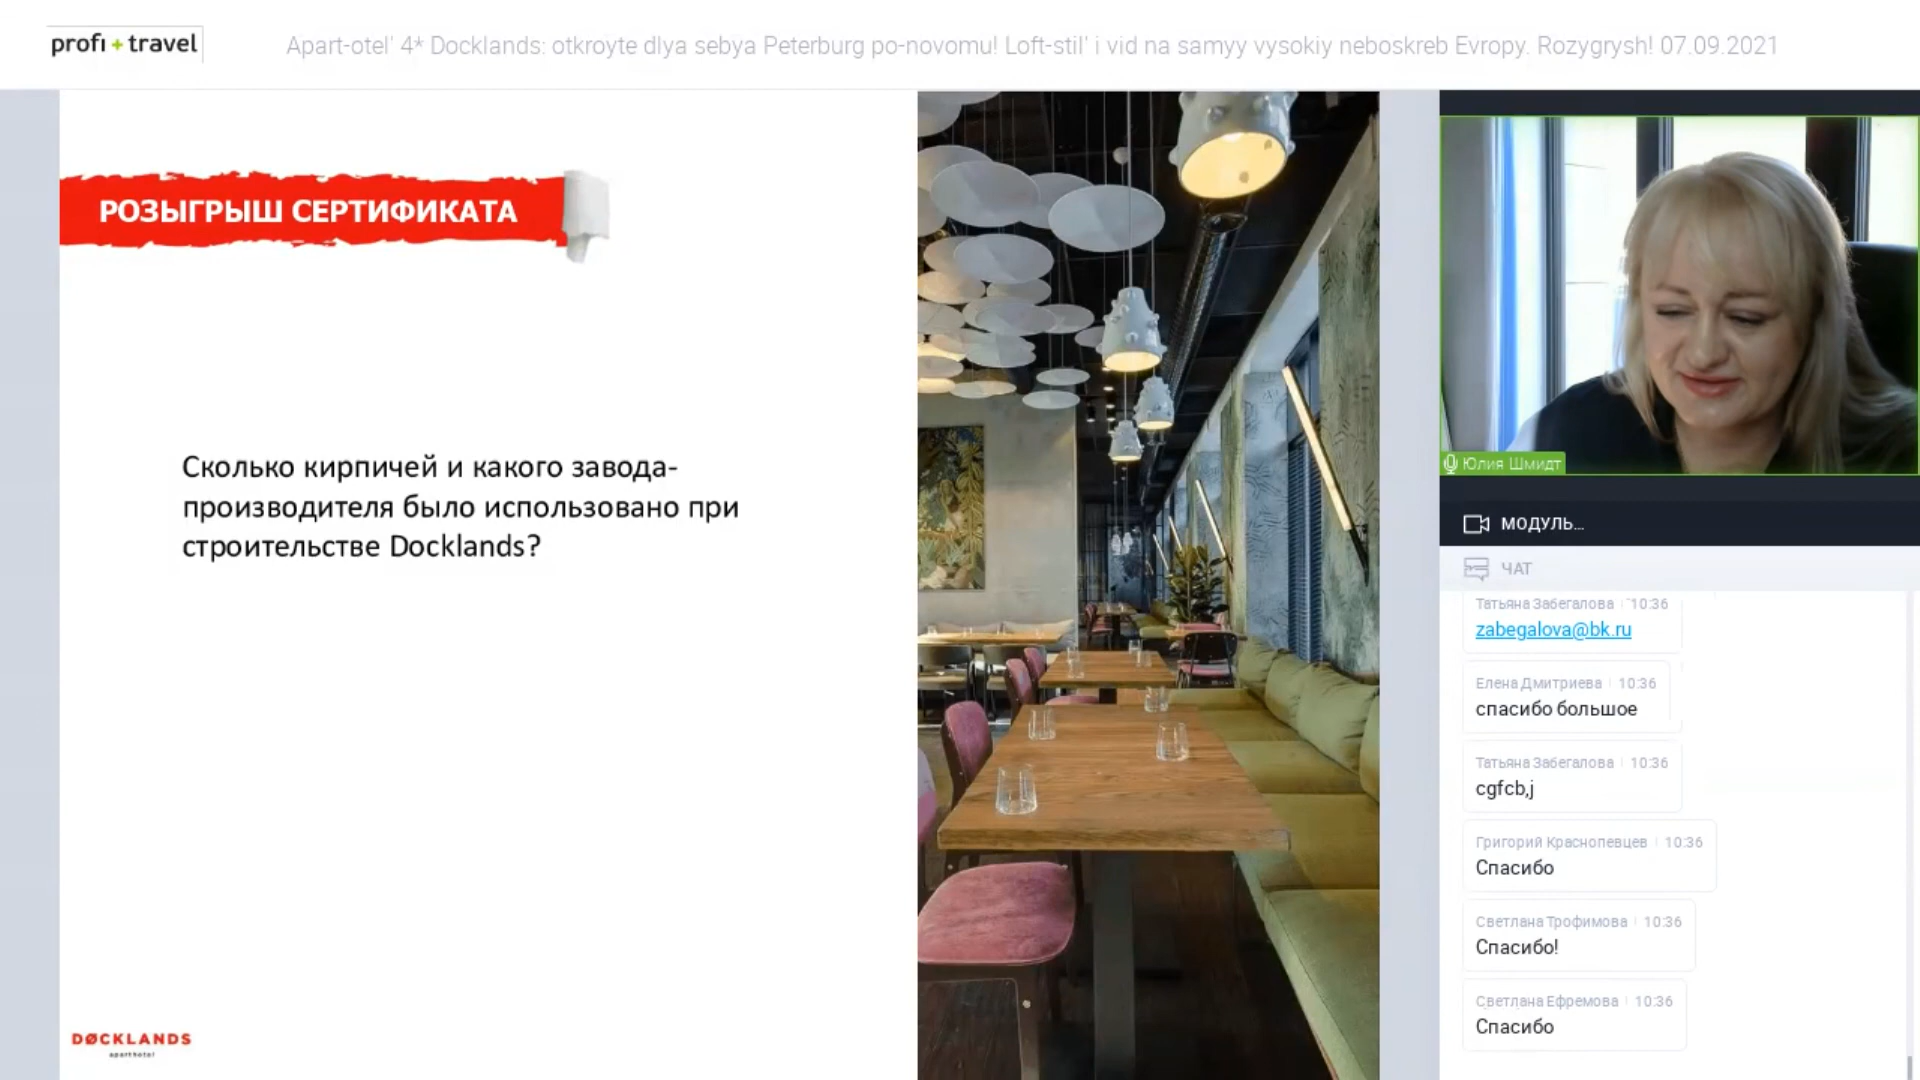 profi + travel
Apart-otel' 4* Docklands: otkroyte dlya sebya Peterburg po-novomu! Loft-stil' i vid na samyy vysokiy neboskreb Evropy. Rozygrysh! 07.09.2021
РОЗЫГРЫШ СЕРТИФИКАТА
Сколько кирпичей и какого завода-
производителя было использовано при
строительстве Docklands?
DØCKLANDS
aparthotel
Юлия Шмидт
МОДУЛЬ...
ЧАТ
Татьяна Забегалова 10:36
zabegalova@bk.ru
Елена Дмитриева 10:36
спасибо большое
Татьяна Забегалова 10:36
cgfcb,j
Григорий Краснопевцев 10:36
Спасибо
Светлана Трофимова 10:36
Спасибо!
Светлана Ефремова 10:36
Спасибо